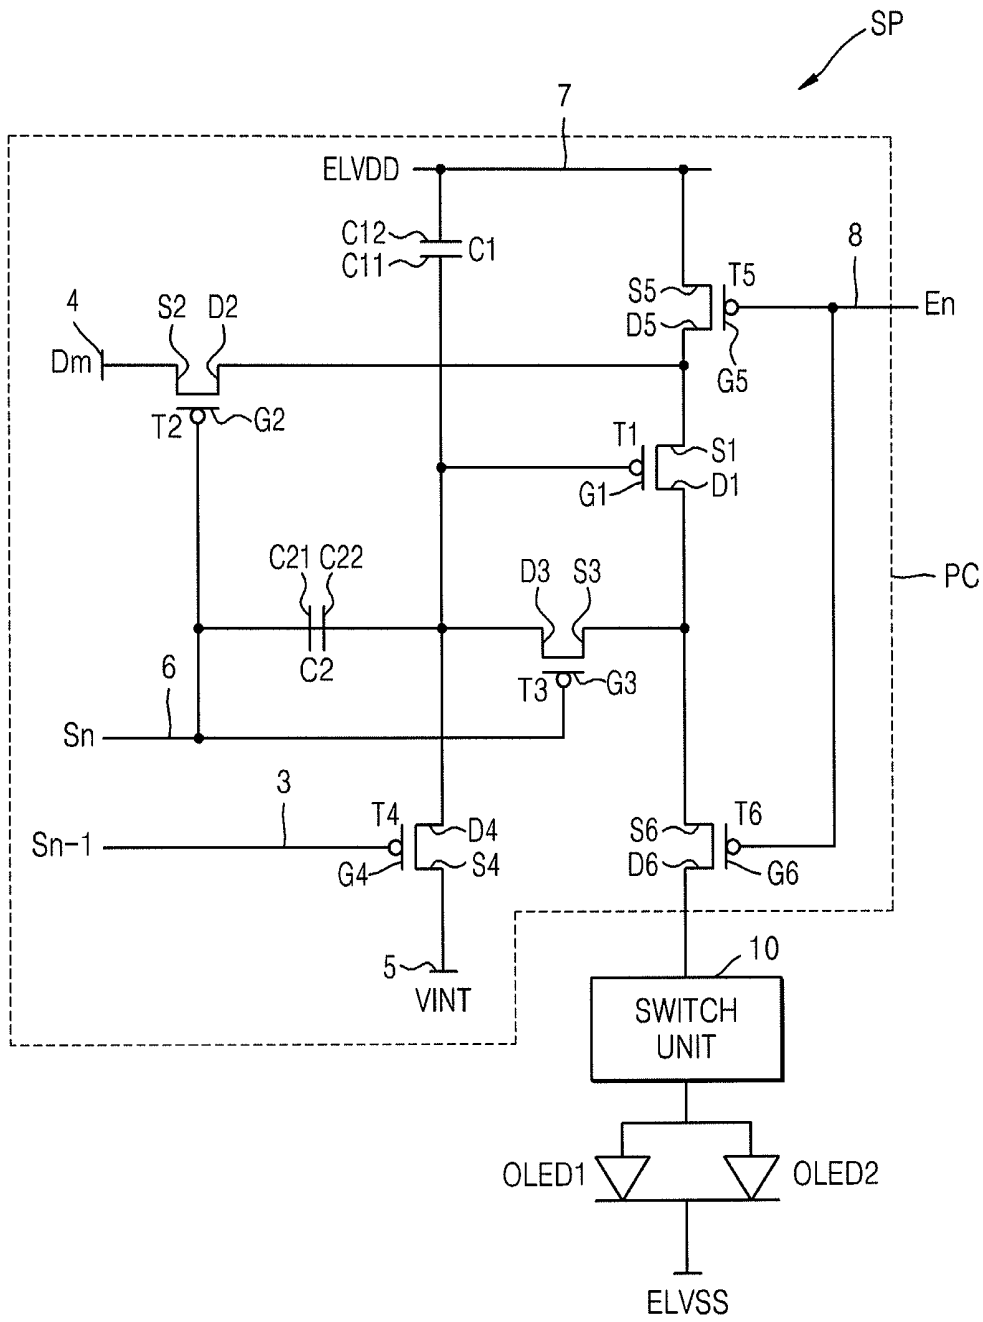 SP
7
ELVDD
C12
C11
C1
8
T5
S5
D5
G5
En
4
S2
D2
Dm
T2
G2
T1
S1
G1
D1
C21
C22
C2
D3
S3
T3
G3
PC
6
Sn
3
Sn-1
T4
D4
G4
S4
T6
S6
D6
G6
5
VINT
10
SWITCH
UNIT
OLED1
OLED2
ELVSS